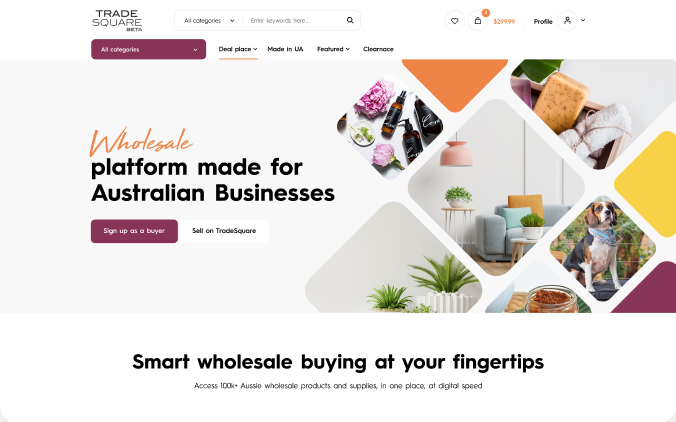 TRADE
SQUARE
BETA
All categories
Enter keywords here...
$299.99
Profile
All categories
Deal place
Made in UA
Featured
Clearnace
Wholesale
platform made for
Australian Businesses
Sign up as a buyer
Sell on TradeSquare
Smart wholesale buying at your fingertips
Access 100k+ Aussie wholesale products and supplies, in one place, at digital speed